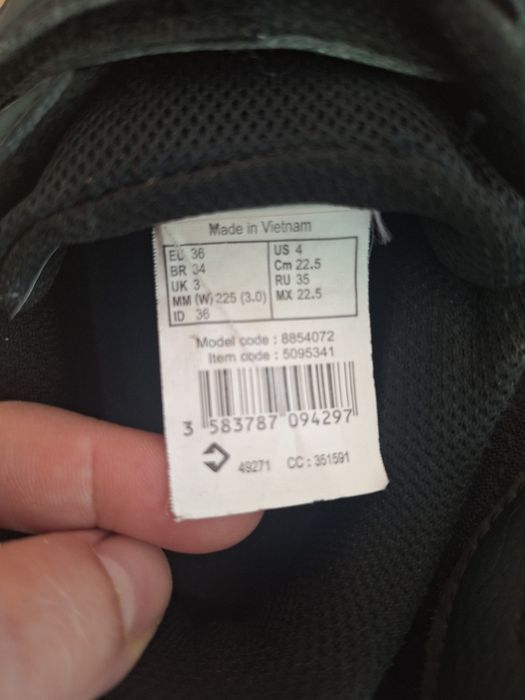 Made in Vietnam
EU 36
BR 34
UK 3
MM (W) 225 (3.0)
ID 36
US 4
Cm 22.5
RU 35
MX 22.5
Model code : 8854072
Item code : 5095341
3 583787 094297
49271 CC : 351591